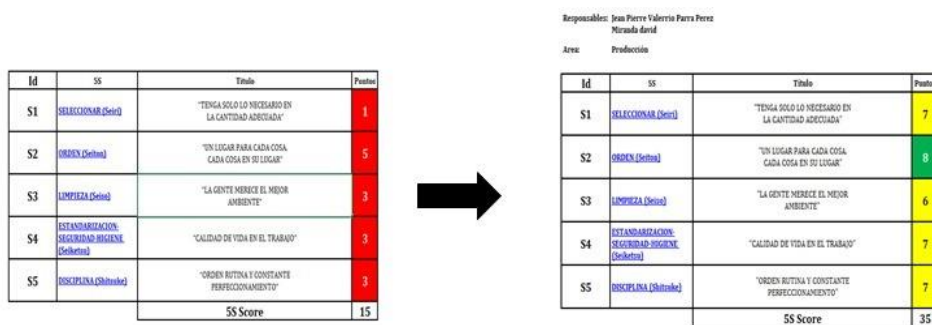 Responsables: Jean Pierre Valerrio Parra Perez
Miranda david
Area: Producción
Id 5S Titulo Puntos
S1 SELECCIONAR (Seiri) "TENGA SOLO LO NECESARIO EN
LA CANTIDAD ADECUADA" 1
S2 ORDEN (Seiton) "UN LUGAR PARA CADA COSA,
CADA COSA EN SU LUGAR" 5
S3 LIMPIEZA (Seiso) "LA GENTE MERECE EL MEJOR
AMBIENTE" 3
ESTANDARIZACION-
S4 SEGURIDAD-HIGIENE "CALIDAD DE VIDA EN EL TRABAJO" 3
(Seiketsu)
S5 DISCIPLINA (Shitsuke) "ORDEN RUTINA Y CONSTANTE
PERFECCIONAMIENTO" 3
5S Score 15
Id 5S Titulo Punto
S1 SELECCIONAR (Seiri) "TENGA SOLO LO NECESARIO EN
LA CANTIDAD ADECUADA" 7
S2 ORDEN (Seiton) "UN LUGAR PARA CADA COSA,
CADA COSA EN SU LUGAR" 8
S3 LIMPIEZA (Seiso) "LA GENTE MERECE EL MEJOR
AMBIENTE" 6
ESTANDARIZACION-
S4 SEGURIDAD-HIGIENE "CALIDAD DE VIDA EN EL TRABAJO" 7
(Seiketsu)
S5 DISCIPLINA (Shitsuke) "ORDEN RUTINA Y CONSTANTE
PERFECCIONAMIENTO" 7
5S Score 35